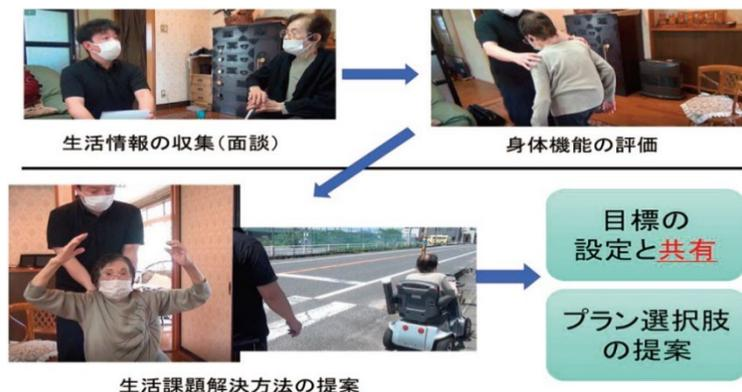 生活情報の収集(面談)
身体機能の評価
目標の
設定と共有
プラン選択肢
の提案
生活課題解決方法の提案